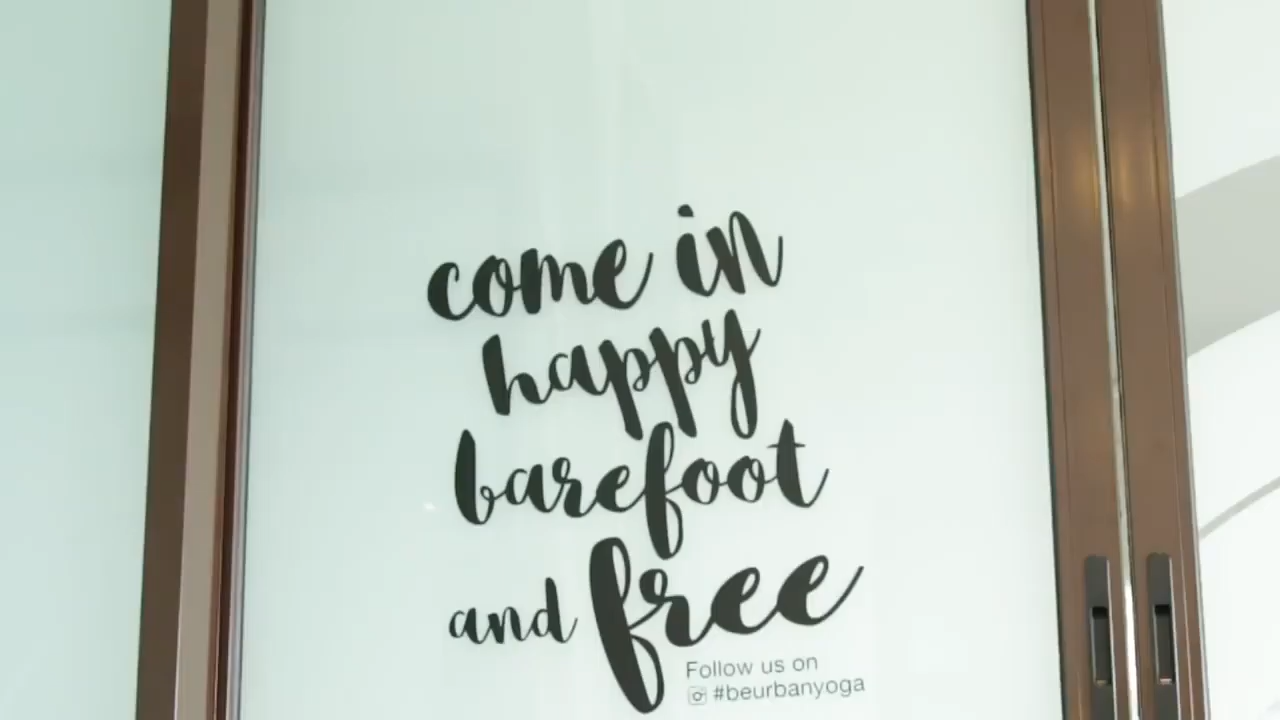 come in
happy
barefoot
and free
Follow us on
#beurbanyoga